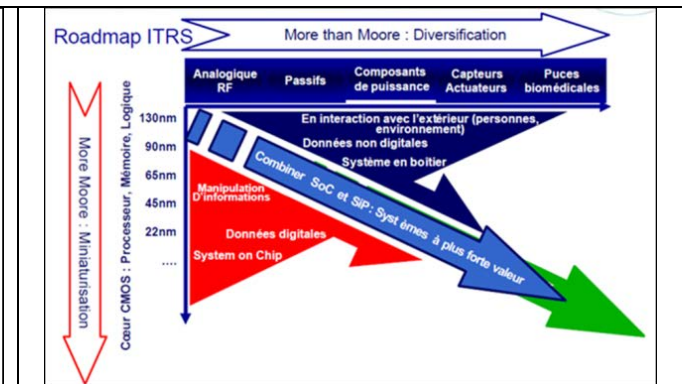 Roadmap ITRS
More than Moore : Diversification
Analogique
RF
Passifs
Composants
de puissance
Capteurs
Actuateurs
Puces
biomédicales
More Moore : Miniaturisation
Cœur CMOS : Processeur, Mémoire, Logique
130nm
90nm
65nm
45nm
22nm
....
En interaction avec l'extérieur (personnes,
environnement)
Données non digitales
Système en boîtier
Combiner SoC et SiP : Systèmes à plus forte valeur
Manipulation
D'informations
Données digitales
System on Chip